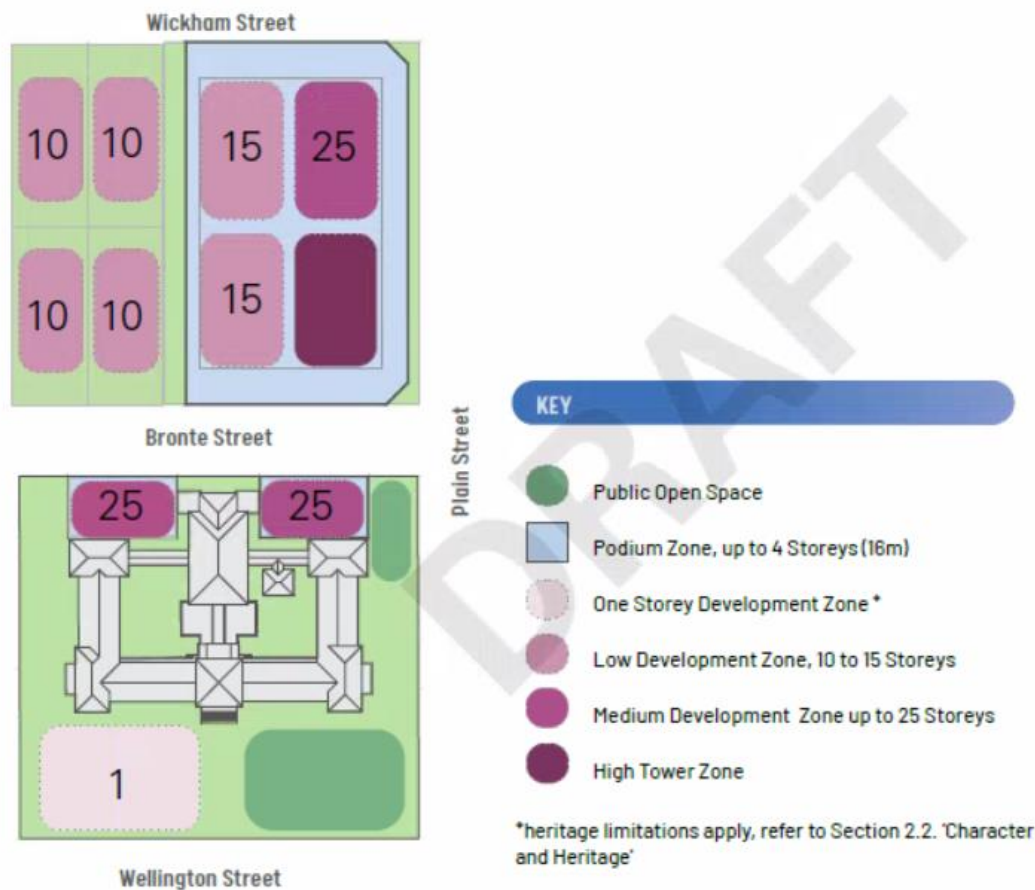 Wickham Street
10 10 15 25
10 10 15
Bronte Street
Plain Street
25 25
1
Wellington Street
KEY
Public Open Space
Podium Zone, up to 4 Storeys (16m)
One Storey Development Zone *
Low Development Zone, 10 to 15 Storeys
Medium Development Zone up to 25 Storeys
High Tower Zone
*heritage limitations apply, refer to Section 2.2. 'Character
and Heritage'
DRAFT